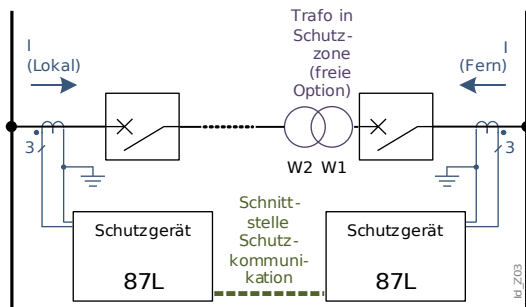 Trafo in
Schutz-
zone
(freie
Option)
I
(Lokal)
I
(Fern)
3
3
W2 W1
Schutzgerät
87L
Schnitt-
stelle
Schutz-
kommuni-
kation
Schutzgerät
87L
Id_Z03